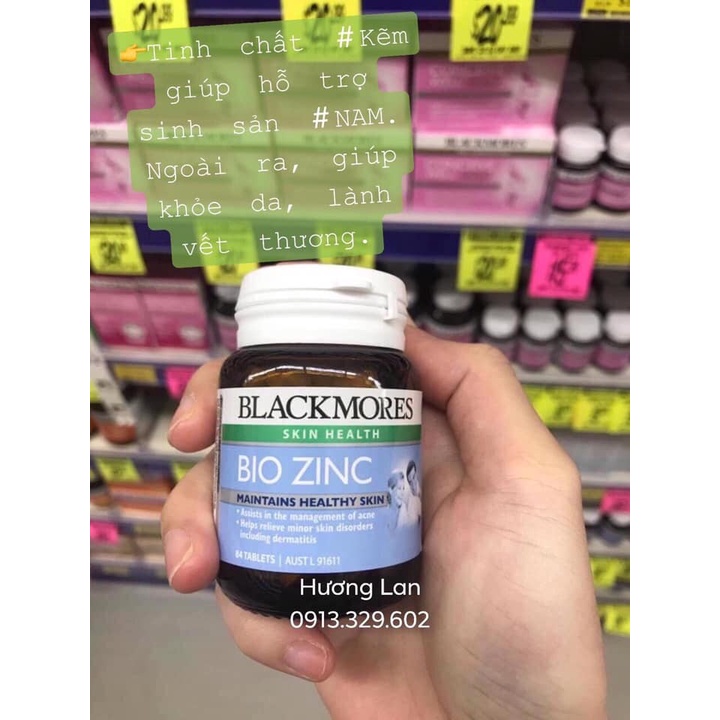 👉Tinh chất #Kẽm
giúp hỗ trợ
sinh sản #NAM.
Ngoài ra, giúp
khỏe da, lành
vết thương.
BLACKMORES
BLACKMORES
SKIN HEALTH
BIO ZINC
MAINTAINS HEALTHY SKIN
• Assists in the management of acne
• Helps relieve minor skin disorders
including dermatitis
84 TABLETS | AUST L 91611
Hương Lan
0913.329.602